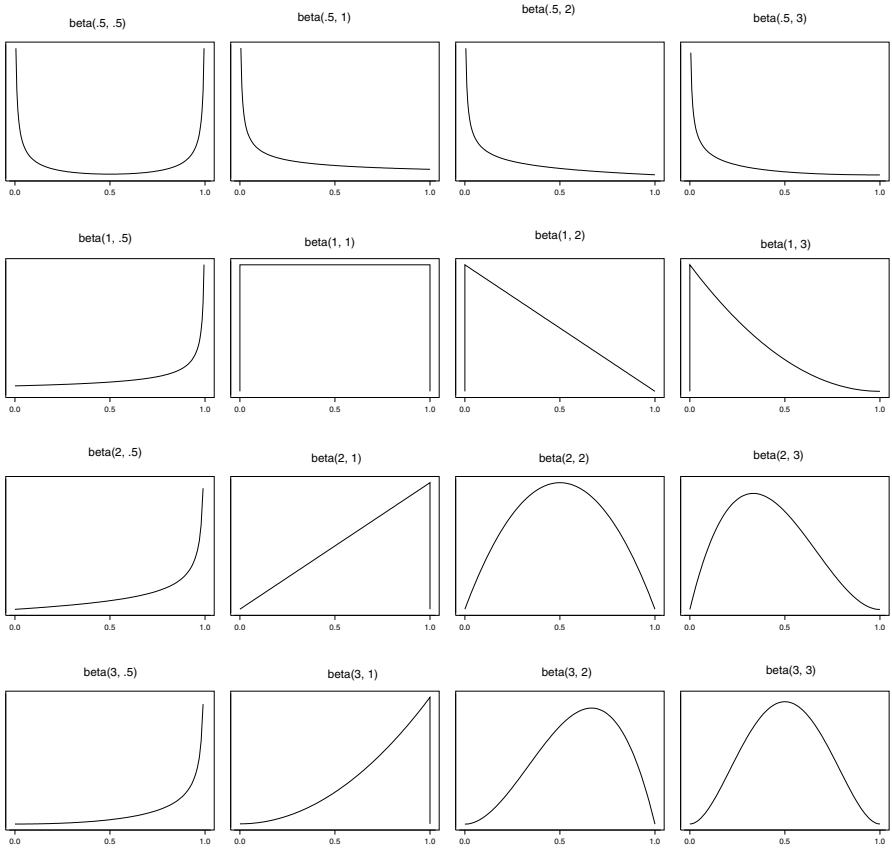 beta(.5, .5) beta(.5, 1) beta(.5, 2) beta(.5, 3)
0.0 0.5 1.0 0.0 0.5 1.0 0.0 0.5 1.0 0.0 0.5 1.0
beta(1, .5) beta(1, 1) beta(1, 2) beta(1, 3)
0.0 0.5 1.0 0.0 0.5 1.0 0.0 0.5 1.0 0.0 0.5 1.0
beta(2, .5) beta(2, 1) beta(2, 2) beta(2, 3)
0.0 0.5 1.0 0.0 0.5 1.0 0.0 0.5 1.0 0.0 0.5 1.0
beta(3, .5) beta(3, 1) beta(3, 2) beta(3, 3)
0.0 0.5 1.0 0.0 0.5 1.0 0.0 0.5 1.0 0.0 0.5 1.0